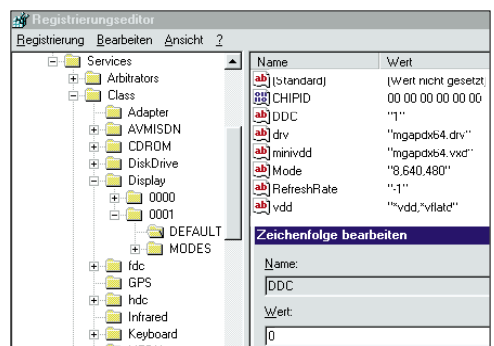 Registrierungseditor
Registrierung Bearbeiten Ansicht ?
Services
Arbitrators
Class
Adapter
AVMISDN
CDROM
DiskDrive
Display
0000
0001
DEFAULT
MODES
fdc
GPS
hdc
Infrared
Keyboard
Name Wert
(Standard) (Wert nicht gesetzt)
CHIPID 00 00 00 00 00 00
DDC "1"
drv "mgapdx64.drv"
minivdd "mgapdx64.vxd"
Mode "8,640,480"
RefreshRate "-1"
vdd "*vdd,*vflatd"
Zeichenfolge bearbeiten
Name:
DDC
Wert:
0